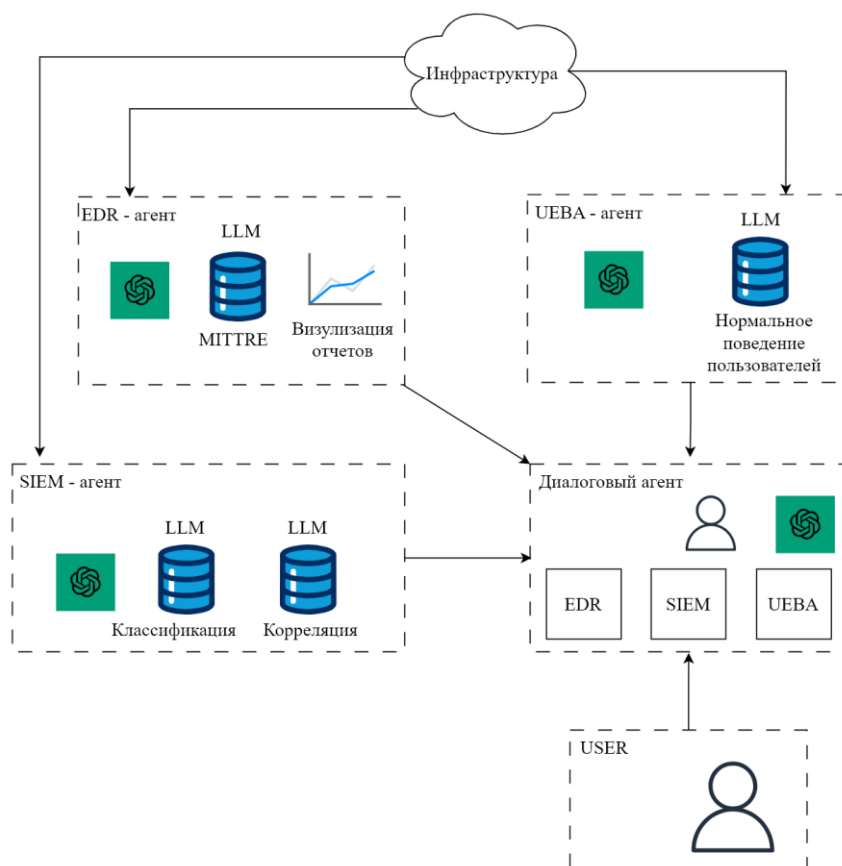 Инфраструктура
EDR - агент
LLM
MITTRE
Визулизация
отчетов
UEBA - агент
LLM
Нормальное
поведение
пользователей
SIEM - агент
LLM
Классификация
LLM
Корреляция
Диалоговый агент
EDR
SIEM
UEBA
USER